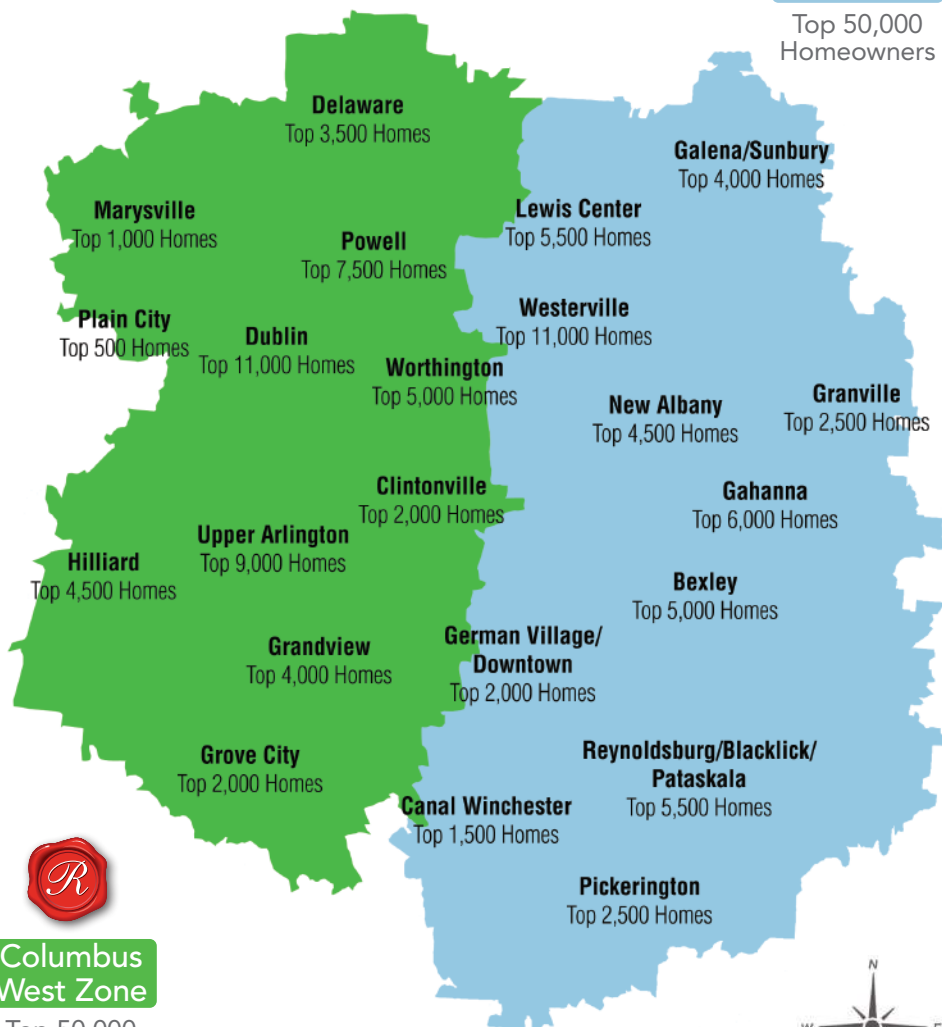 Top 50,000
Homeowners
Delaware
Top 3,500 Homes
Galena/Sunbury
Top 4,000 Homes
Marysville
Top 1,000 Homes
Lewis Center
Top 5,500 Homes
Powell
Top 7,500 Homes
Westerville
Top 11,000 Homes
Plain City
Top 500 Homes
Dublin
Top 11,000 Homes
Worthington
Top 5,000 Homes
Granville
Top 2,500 Homes
New Albany
Top 4,500 Homes
Clintonville
Top 2,000 Homes
Gahanna
Top 6,000 Homes
Upper Arlington
Top 9,000 Homes
Hilliard
Top 4,500 Homes
Bexley
Top 5,000 Homes
German Village/
Downtown
Top 2,000 Homes
Grandview
Top 4,000 Homes
Grove City
Top 2,000 Homes
Reynoldsburg/Blacklick/
Pataskala
Top 5,500 Homes
Canal Winchester
Top 1,500 Homes
Pickerington
Top 2,500 Homes
R
Columbus
West Zone
Top 50,000
N
W
E